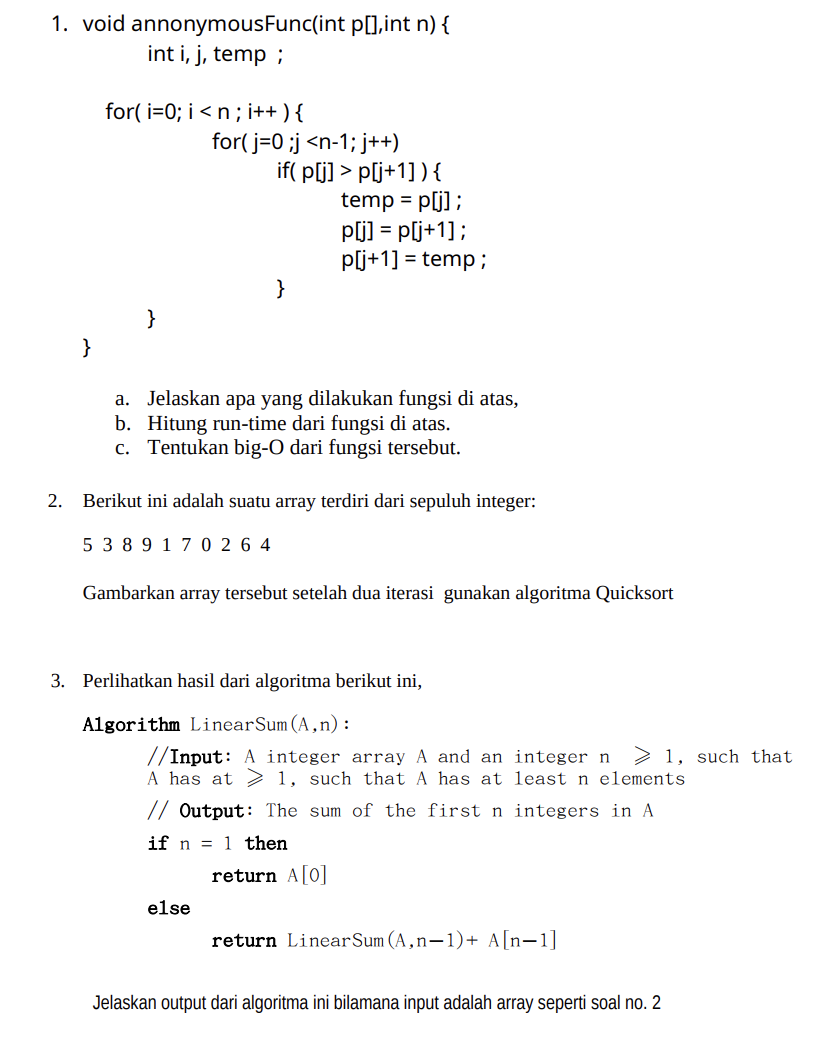 1. void annonymousFunc(int p[],int n) {
int i, j, temp ;
for( i=0; i < n ; i++ ) {
for( j=0 ;j <n-1; j++)
if( p[j] > p[j+1] ) {
temp = p[j] ;
p[j] = p[j+1] ;
p[j+1] = temp ;
}
}
}
a. Jelaskan apa yang dilakukan fungsi di atas,
b. Hitung run-time dari fungsi di atas.
c. Tentukan big-O dari fungsi tersebut.
2. Berikut ini adalah suatu array terdiri dari sepuluh integer:
5 3 8 9 1 7 0 2 6 4
Gambarkan array tersebut setelah dua iterasi gunakan algoritma Quicksort
3. Perlihatkan hasil dari algoritma berikut ini,
Algorithm LinearSum(A,n):
//Input: A integer array A and an integer n ⩾ 1, such that
A has at ⩾ 1, such that A has at least n elements
// Output: The sum of the first n integers in A
if n = 1 then
return A[0]
else
return LinearSum(A,n−1)+ A[n−1]
Jelaskan output dari algoritma ini bilamana input adalah array seperti soal no. 2